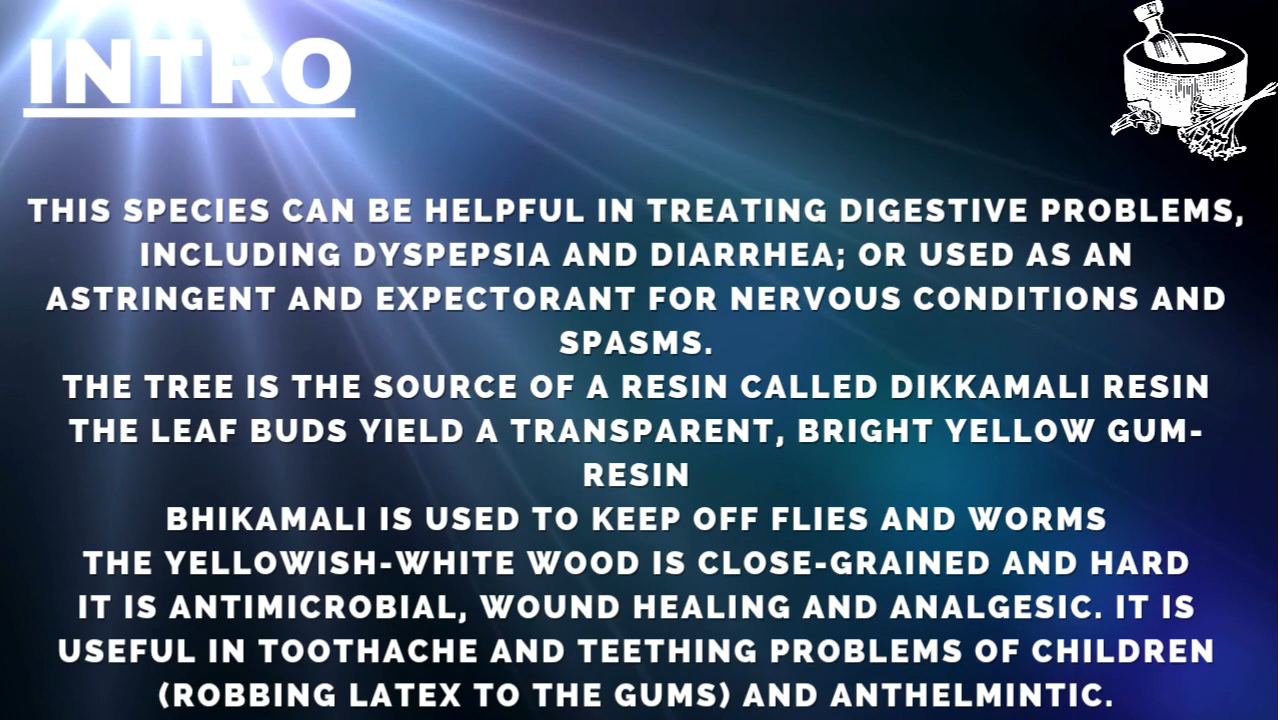 INTRO
THIS SPECIES CAN BE HELPFUL IN TREATING DIGESTIVE PROBLEMS,
INCLUDING DYSPEPSIA AND DIARRHEA; OR USED AS AN
ASTRINGENT AND EXPECTORANT FOR NERVOUS CONDITIONS AND
SPASMS.
THE TREE IS THE SOURCE OF A RESIN CALLED DIKKAMALI RESIN
THE LEAF BUDS YIELD A TRANSPARENT, BRIGHT YELLOW GUM-
RESIN
BHIKAMALI IS USED TO KEEP OFF FLIES AND WORMS
THE YELLOWISH-WHITE WOOD IS CLOSE-GRAINED AND HARD
IT IS ANTIMICROBIAL, WOUND HEALING AND ANALGESIC. IT IS
USEFUL IN TOOTHACHE AND TEETHING PROBLEMS OF CHILDREN
(ROBBING LATEX TO THE GUMS) AND ANTHELMINTIC.